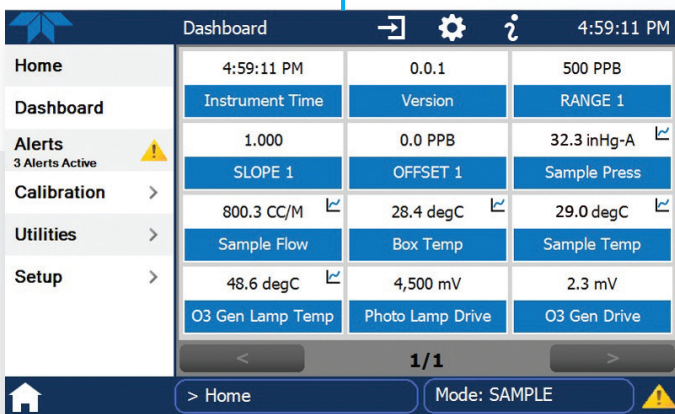 Dashboard
4:59:11 PM
Home
Dashboard
Alerts
3 Alerts Active
Calibration
Utilities
Setup
4:59:11 PM
Instrument Time
0.0.1
Version
500 PPB
RANGE 1
1.000
SLOPE 1
0.0 PPB
OFFSET 1
32.3 inHg-A
Sample Press
800.3 CC/M
Sample Flow
28.4 degC
Box Temp
29.0 degC
Sample Temp
48.6 degC
O3 Gen Lamp Temp
4,500 mV
Photo Lamp Drive
2.3 mV
O3 Gen Drive
<
1/1
>
> Home
Mode: SAMPLE